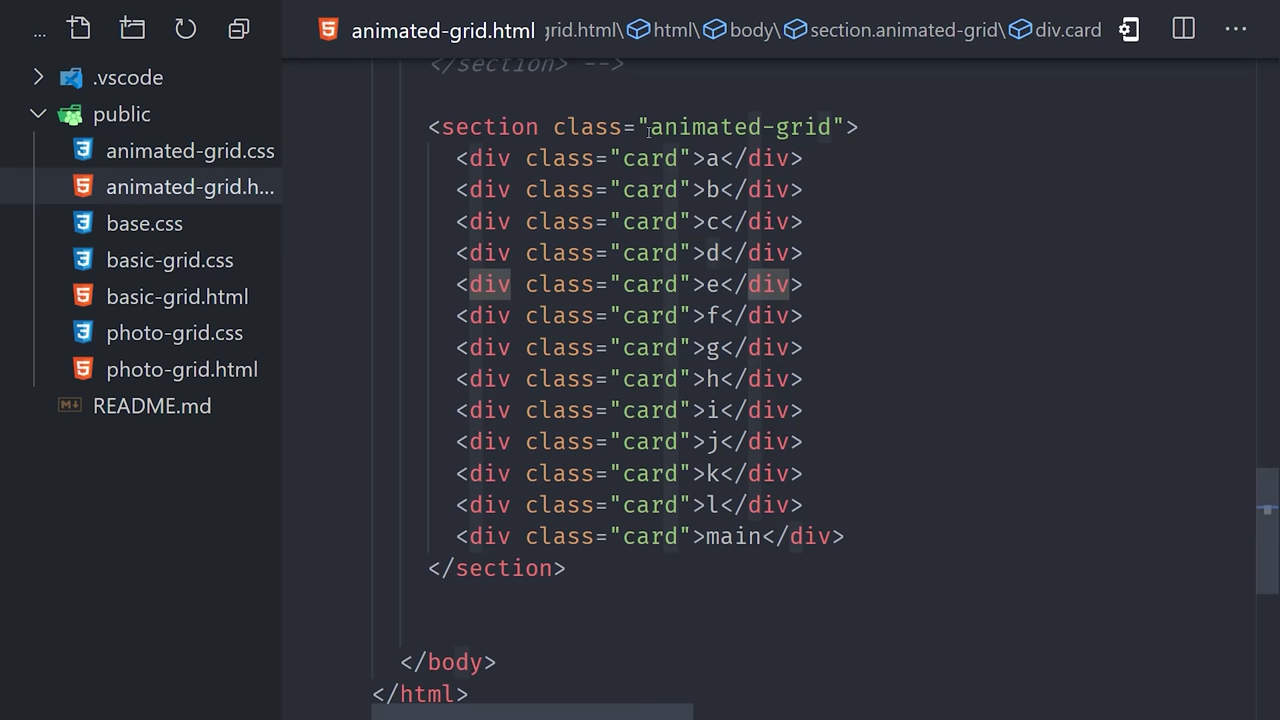 ...
animated-grid.html grid.html\ html\ body\ section.animated-grid\ div.card ...
.vscode
public
animated-grid.css
animated-grid.h...
base.css
basic-grid.css
basic-grid.html
photo-grid.css
photo-grid.html
README.md
</section> -->
<section class="animated-grid">
<div class="card">a</div>
<div class="card">b</div>
<div class="card">c</div>
<div class="card">d</div>
<div class="card">e</div>
<div class="card">f</div>
<div class="card">g</div>
<div class="card">h</div>
<div class="card">i</div>
<div class="card">j</div>
<div class="card">k</div>
<div class="card">l</div>
<div class="card">main</div>
</section>
</body>
</html>